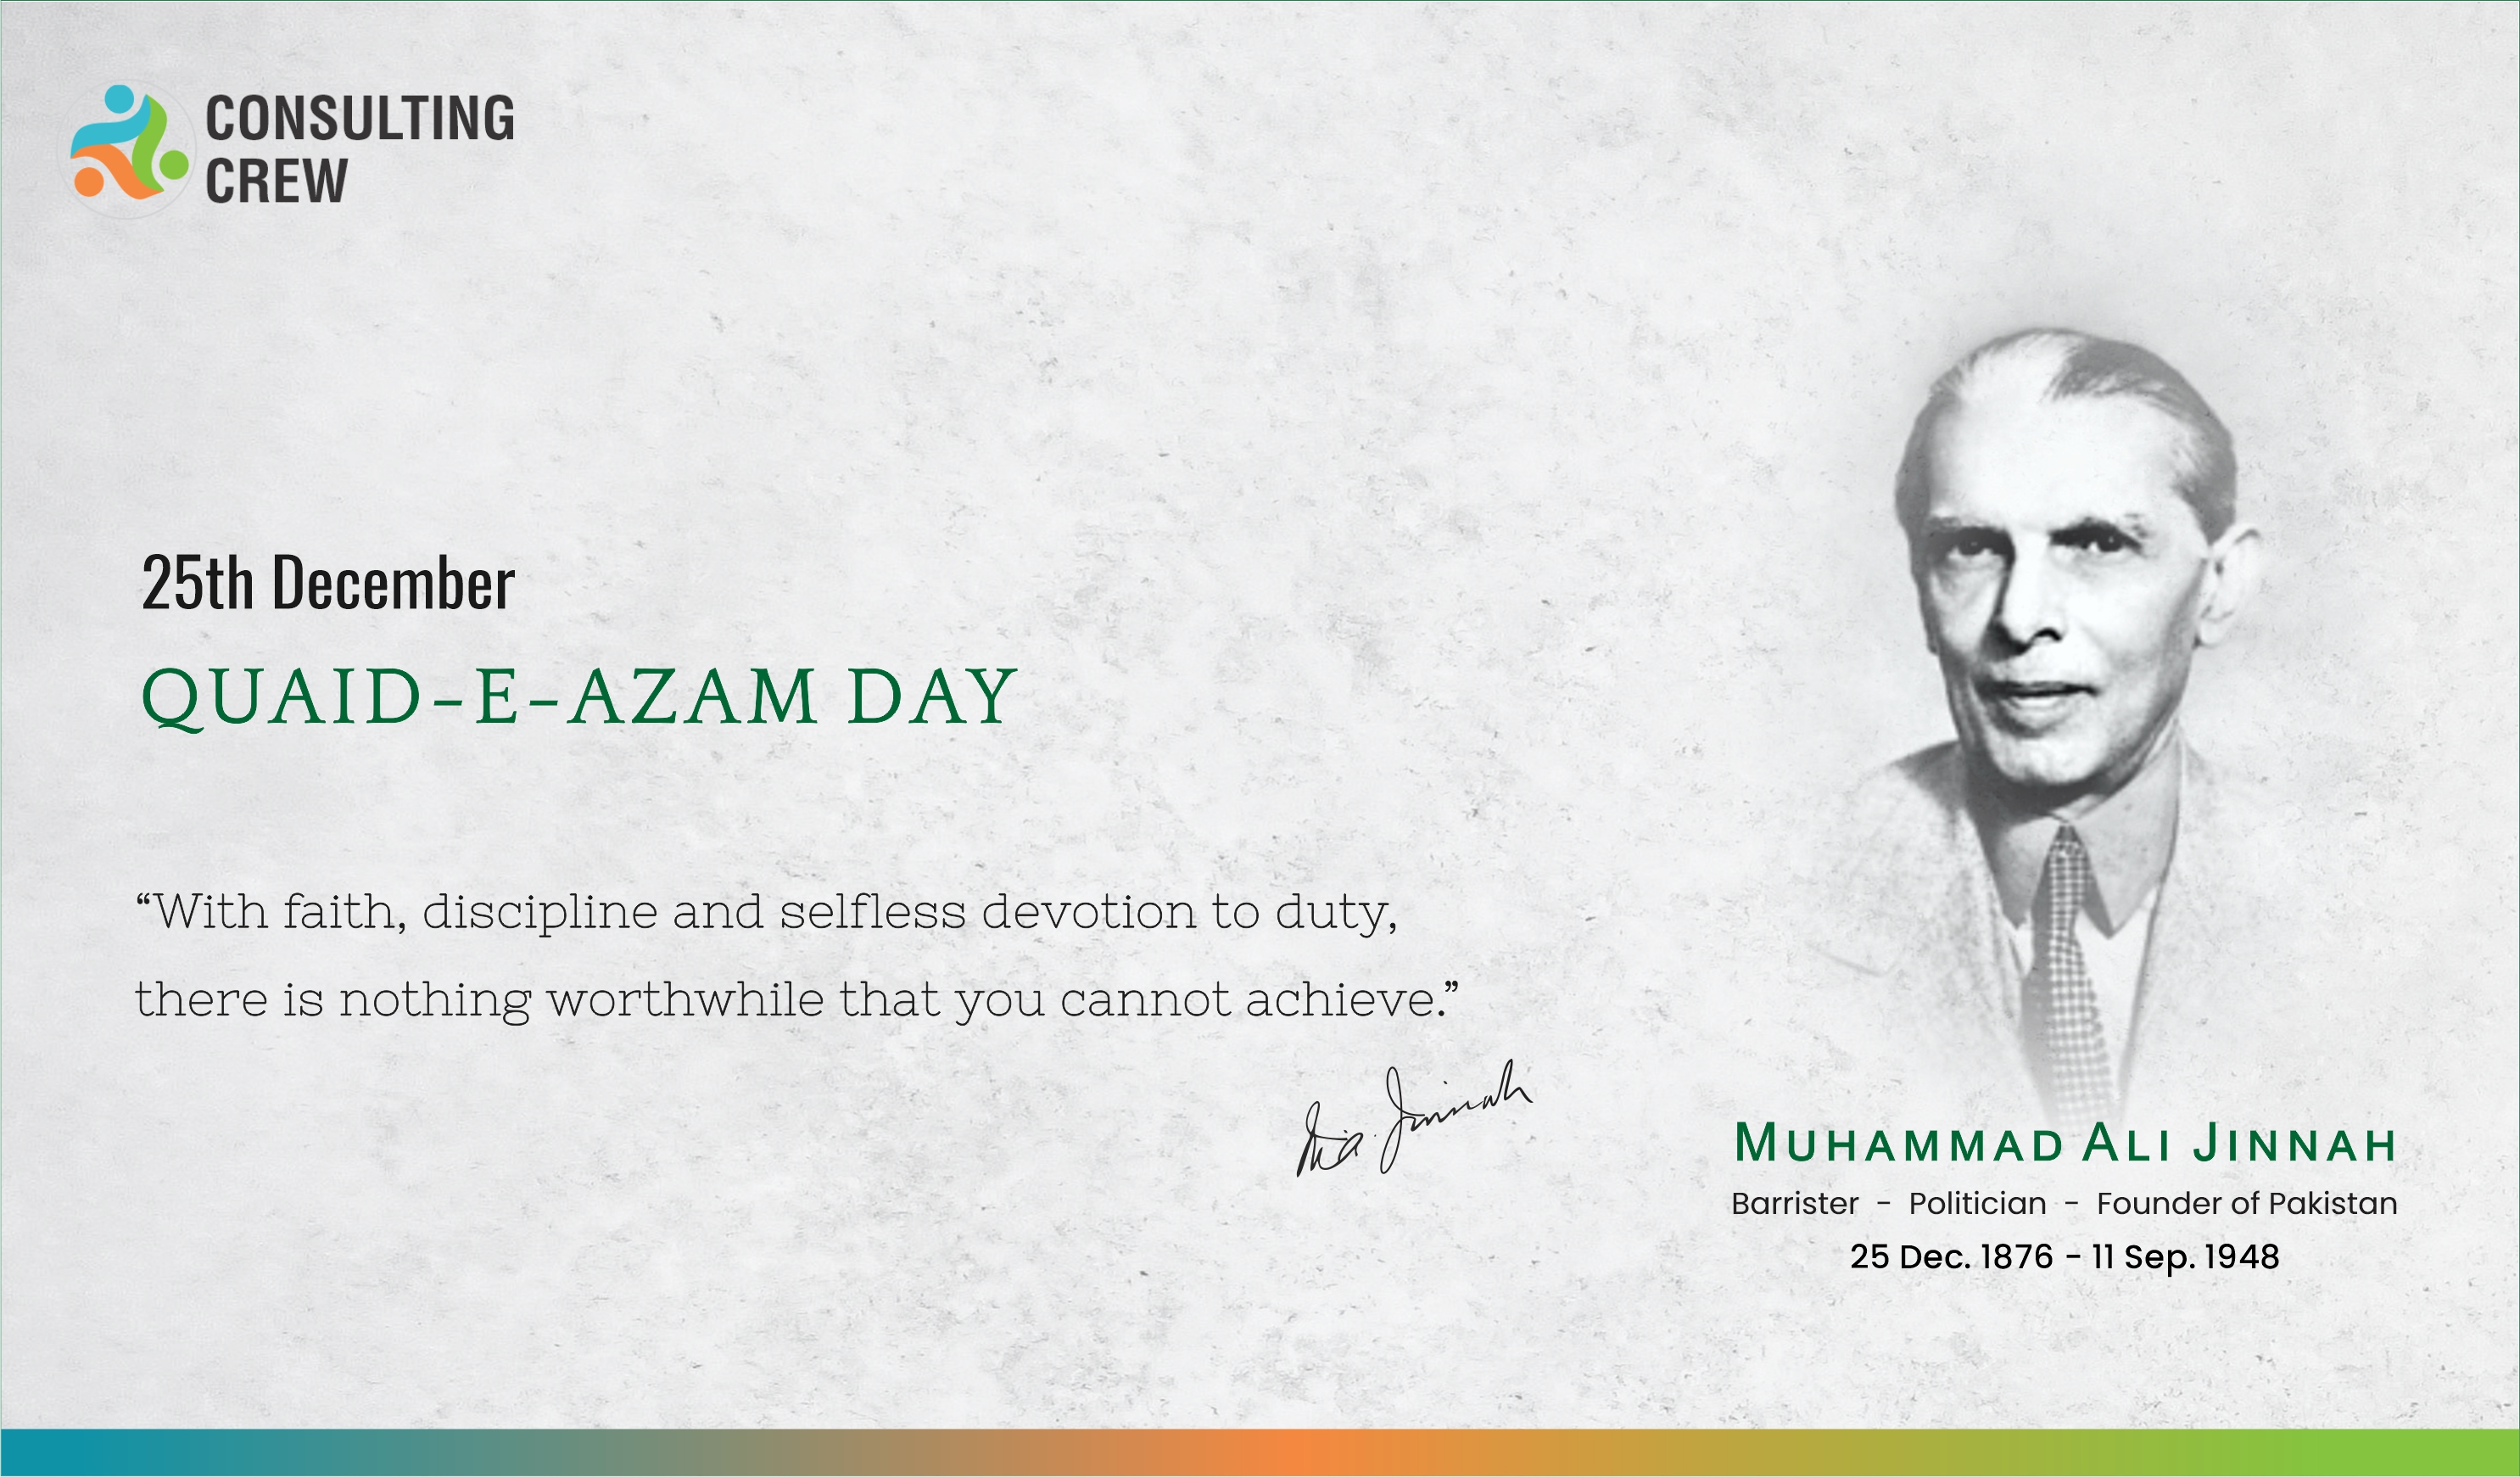 CONSULTING
CREW
25th December
QUAID-E-AZAM DAY
“With faith, discipline and selfless devotion to duty,
there is nothing worthwhile that you cannot achieve.”
M A Jinnah
MUHAMMAD ALI JINNAH
Barrister - Politician - Founder of Pakistan
25 Dec. 1876 - 11 Sep. 1948